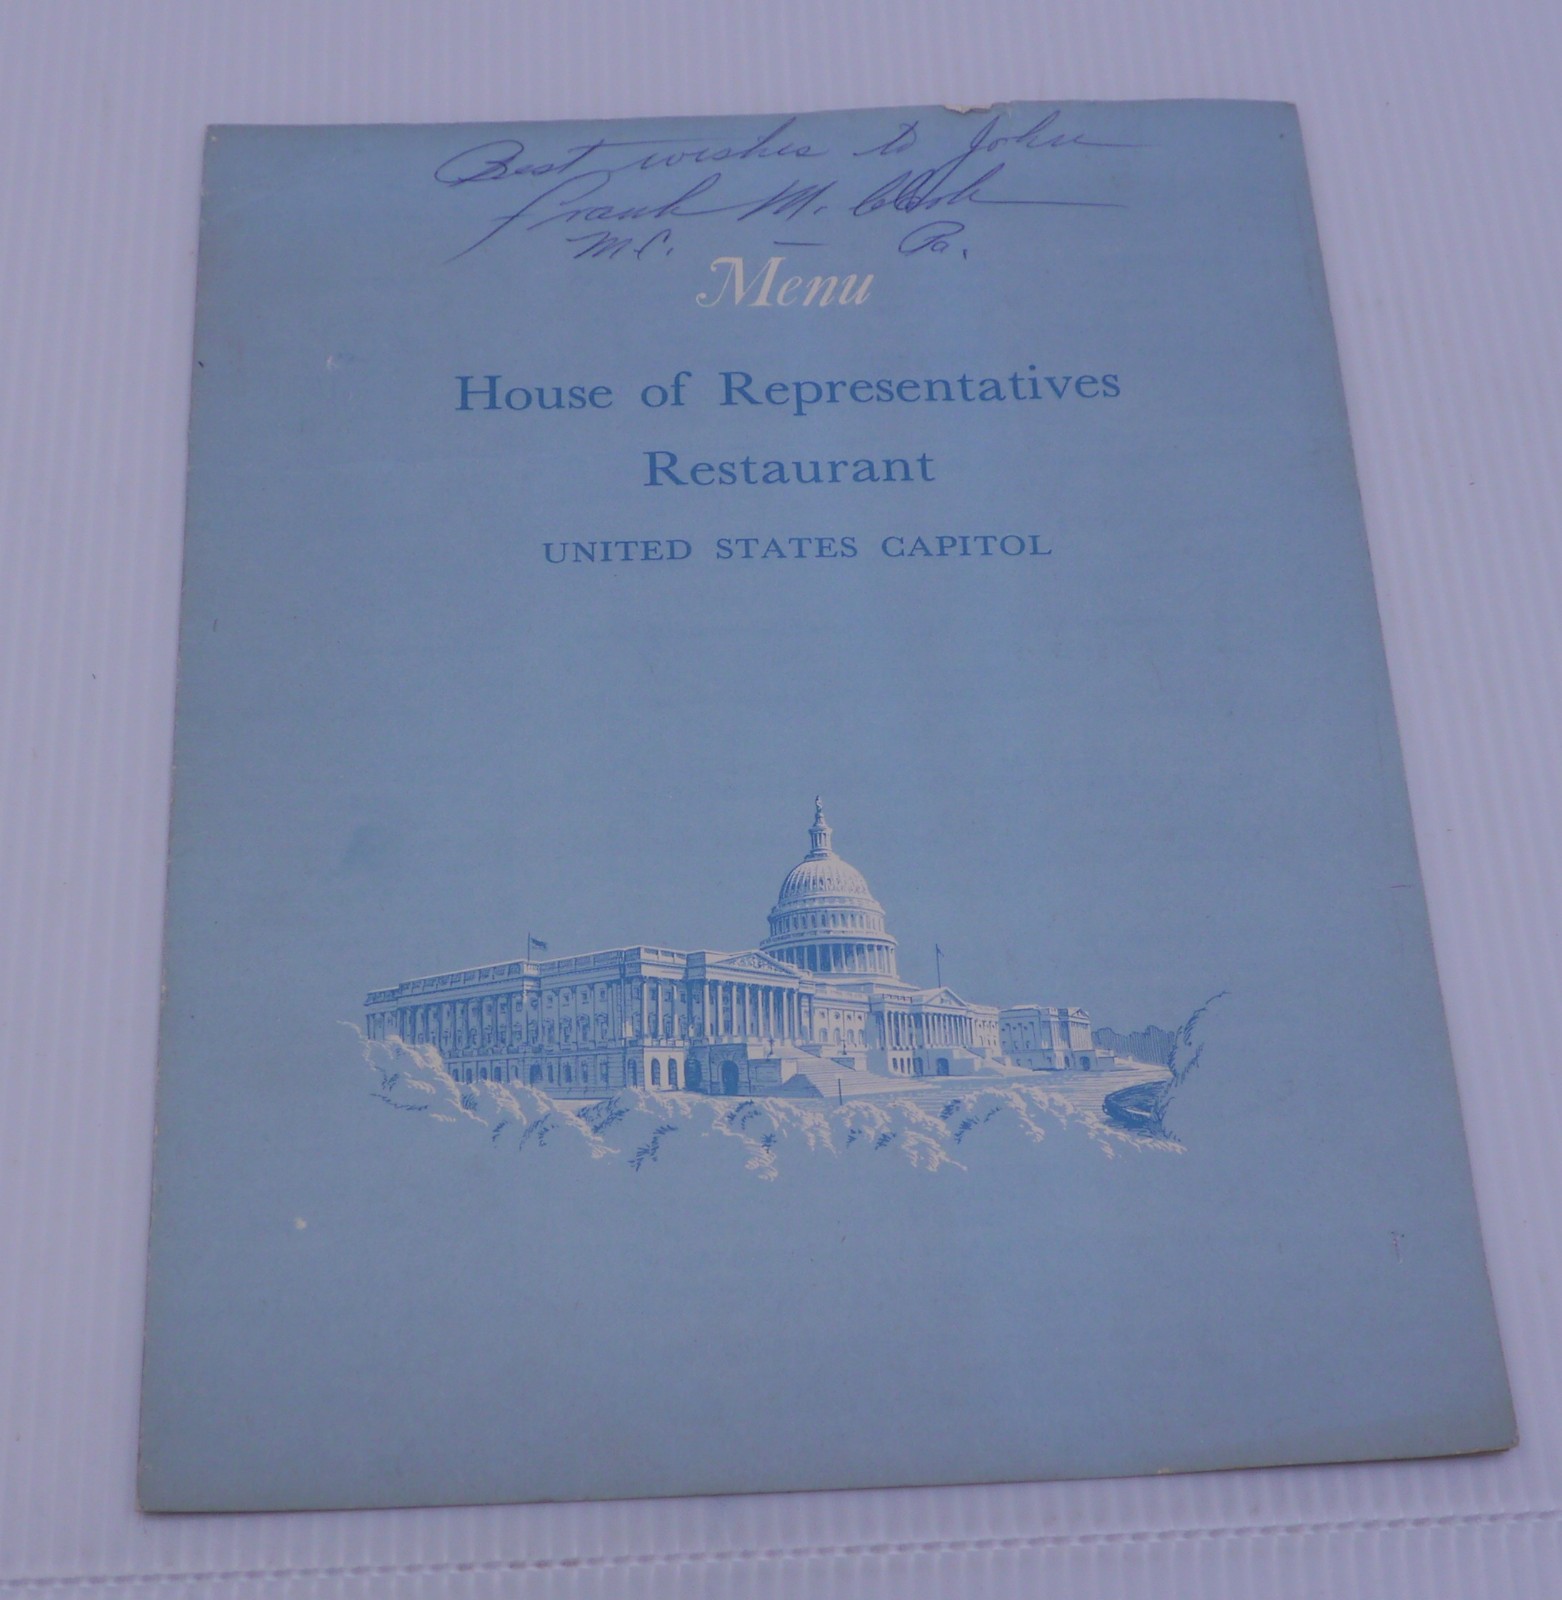 Best wishes to John
Frank M. Clark
M.C. — Pa.
Menu
House of Representatives
Restaurant
UNITED STATES CAPITOL